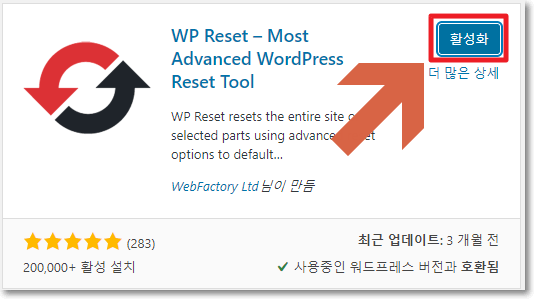 WP Reset – Most
Advanced WordPress
Reset Tool
활성화
더 많은 상세
WP Reset resets the entire site
selected parts using advance
options to default...
WebFactory Ltd님이 만듦
(283)
200,000+ 활성 설치
최근 업데이트: 3 개월 전
사용중인 워드프레스 버전과 호환됨